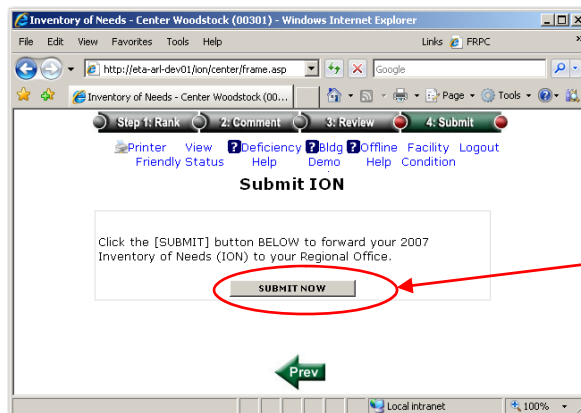 Inventory of Needs - Center Woodstock (00301) - Windows Internet Explorer
File Edit View Favorites Tools Help Links FRPC »
http://eta-arl-dev01/ion/center/frame.asp Google
Inventory of Needs - Center Woodstock (00... Page Tools »
Step 1: Rank 2: Comment 3: Review 4: Submit
Printer View ?Deficiency ?Bldg ?Offline Facility Logout
Friendly Status Help Demo Help Condition
Submit ION
Click the [SUBMIT] button BELOW to forward your 2007
Inventory of Needs (ION) to your Regional Office.
SUBMIT NOW
Prev
Local intranet 100%